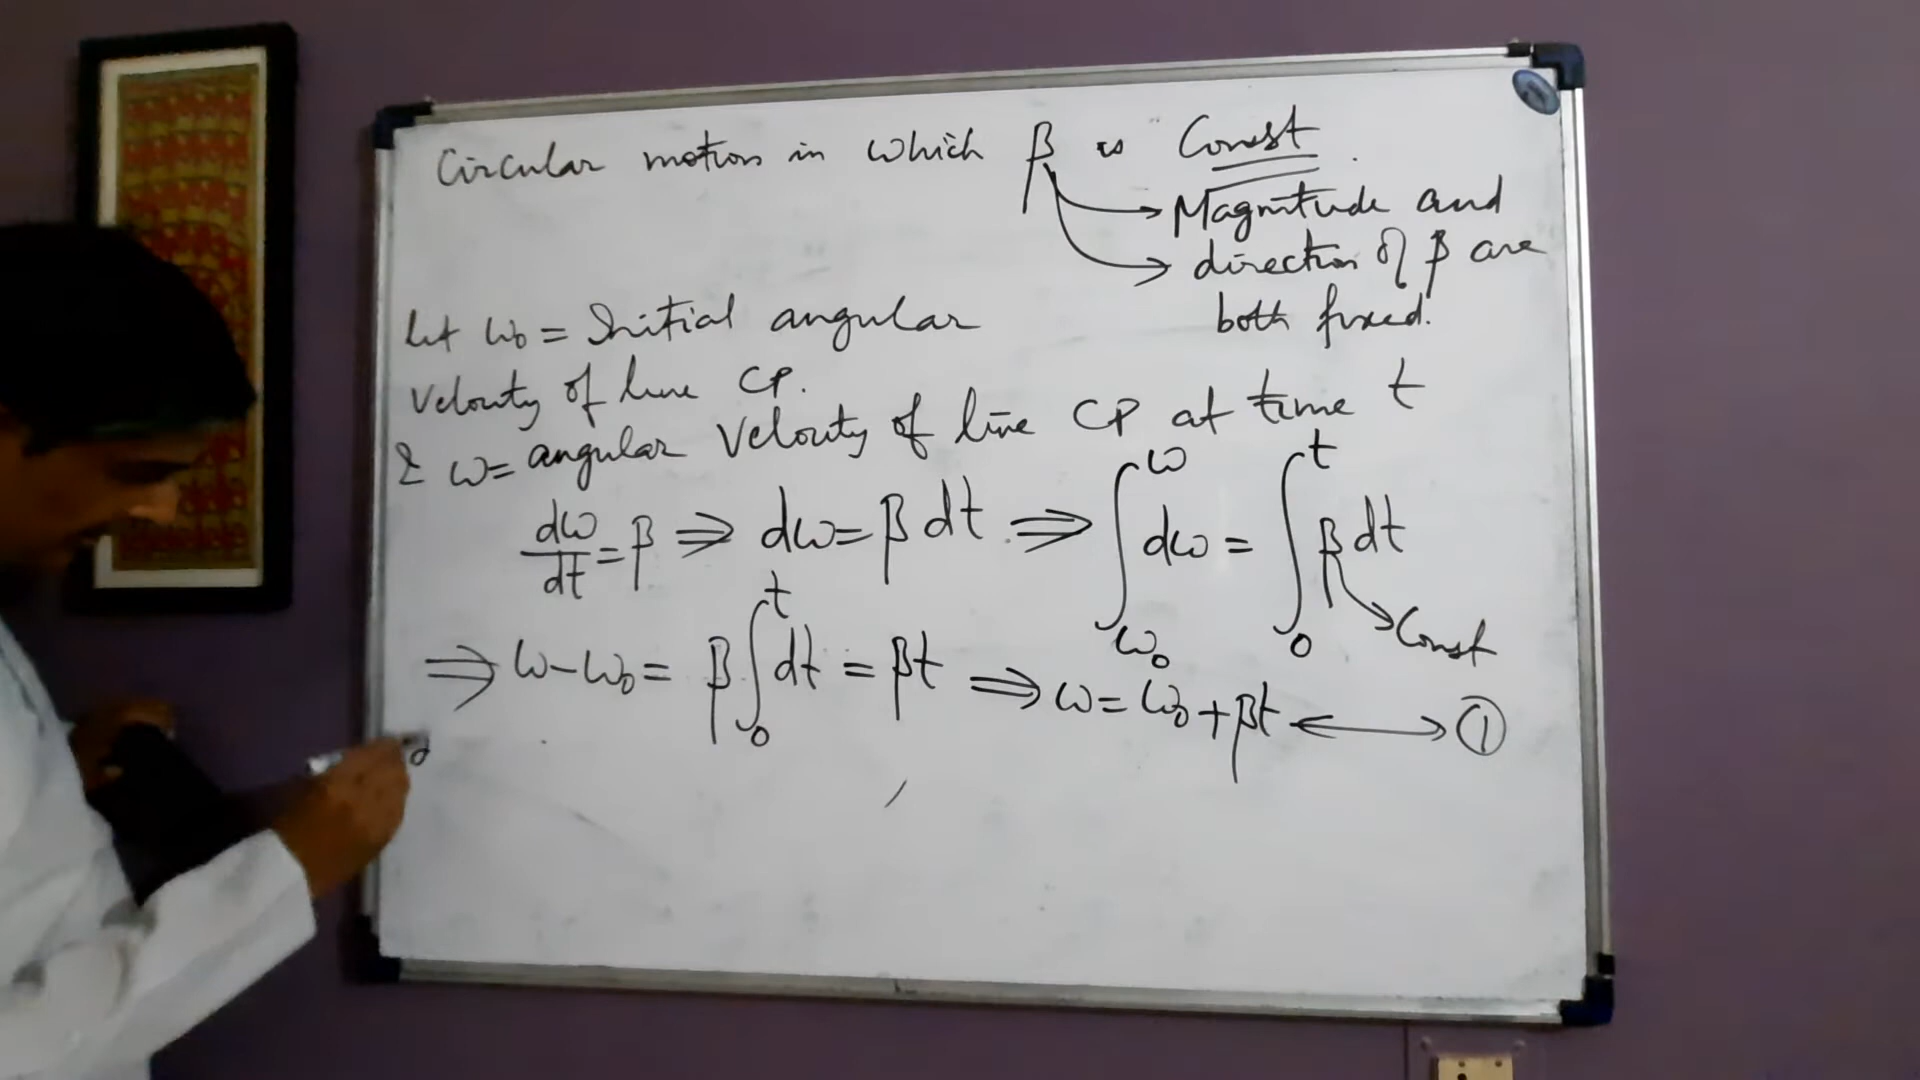 Circular motion in which β is Const.
Magnitude and
direction of β are
both fixed.
Let ω₀ = Initial angular
Velocity of line CP.
& ω = angular Velocity of line CP at time t
dω/dt = β ⇒ dω = β dt ⇒ ∫_{ω₀}^{ω} dω = ∫_{0}^{t} β dt
Const
⇒ ω - ω₀ = β ∫_{0}^{t} dt = βt ⇒ ω = ω₀ + βt ⟷ ①